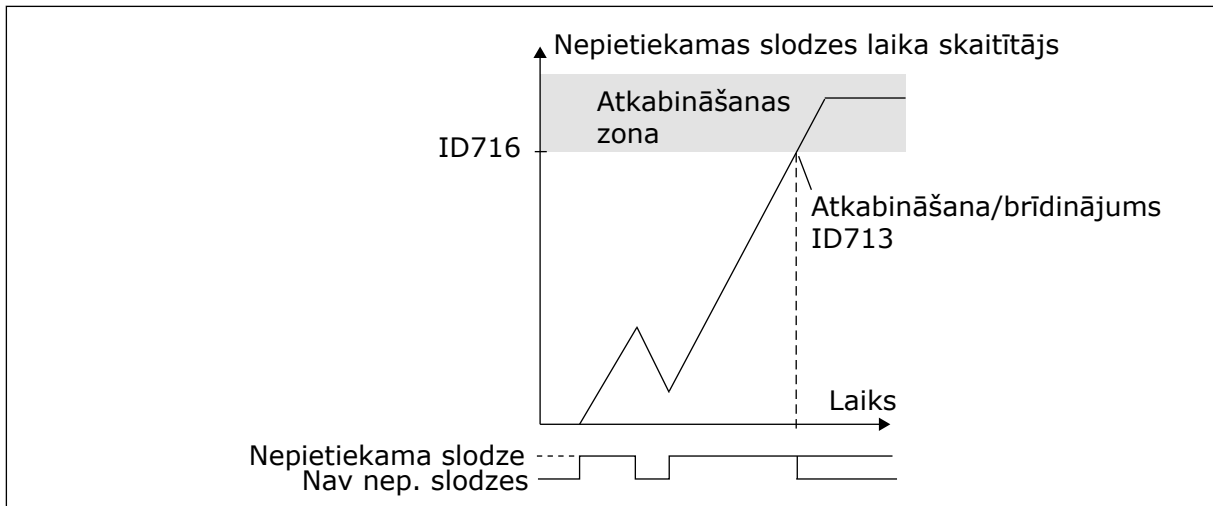 Nepietiekamas slodzes laika skaitītājs
Atkabināšanas
zona
ID716
Atkabināšana/brīdinājums
ID713
Laiks
Nepietiekama slodze
Nav nep. slodzes